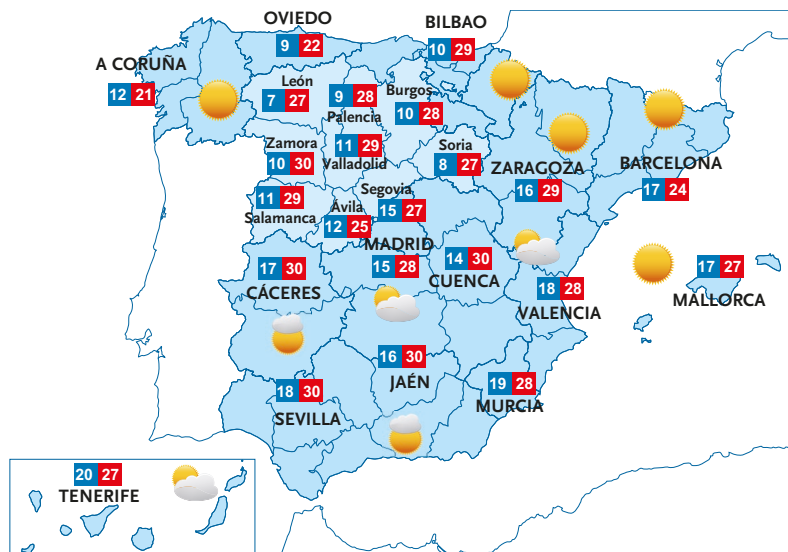 OVIEDO
9 22
BILBAO
10 29
A CORUÑA
12 21
León
7 27
9 28
Palencia
Burgos
10 28
Zamora
10 30
11 29
Valladolid
Soria
8 27
ZARAGOZA
16 29
BARCELONA
17 24
11 29
Salamanca
Ávila
12 25
Segovia
15 27
MADRID
15 28
14 30
CUENCA
17 30
CÁCERES
18 28
VALENCIA
17 27
MALLORCA
16 30
JAÉN
18 30
SEVILLA
19 28
MURCIA
20 27
TENERIFE